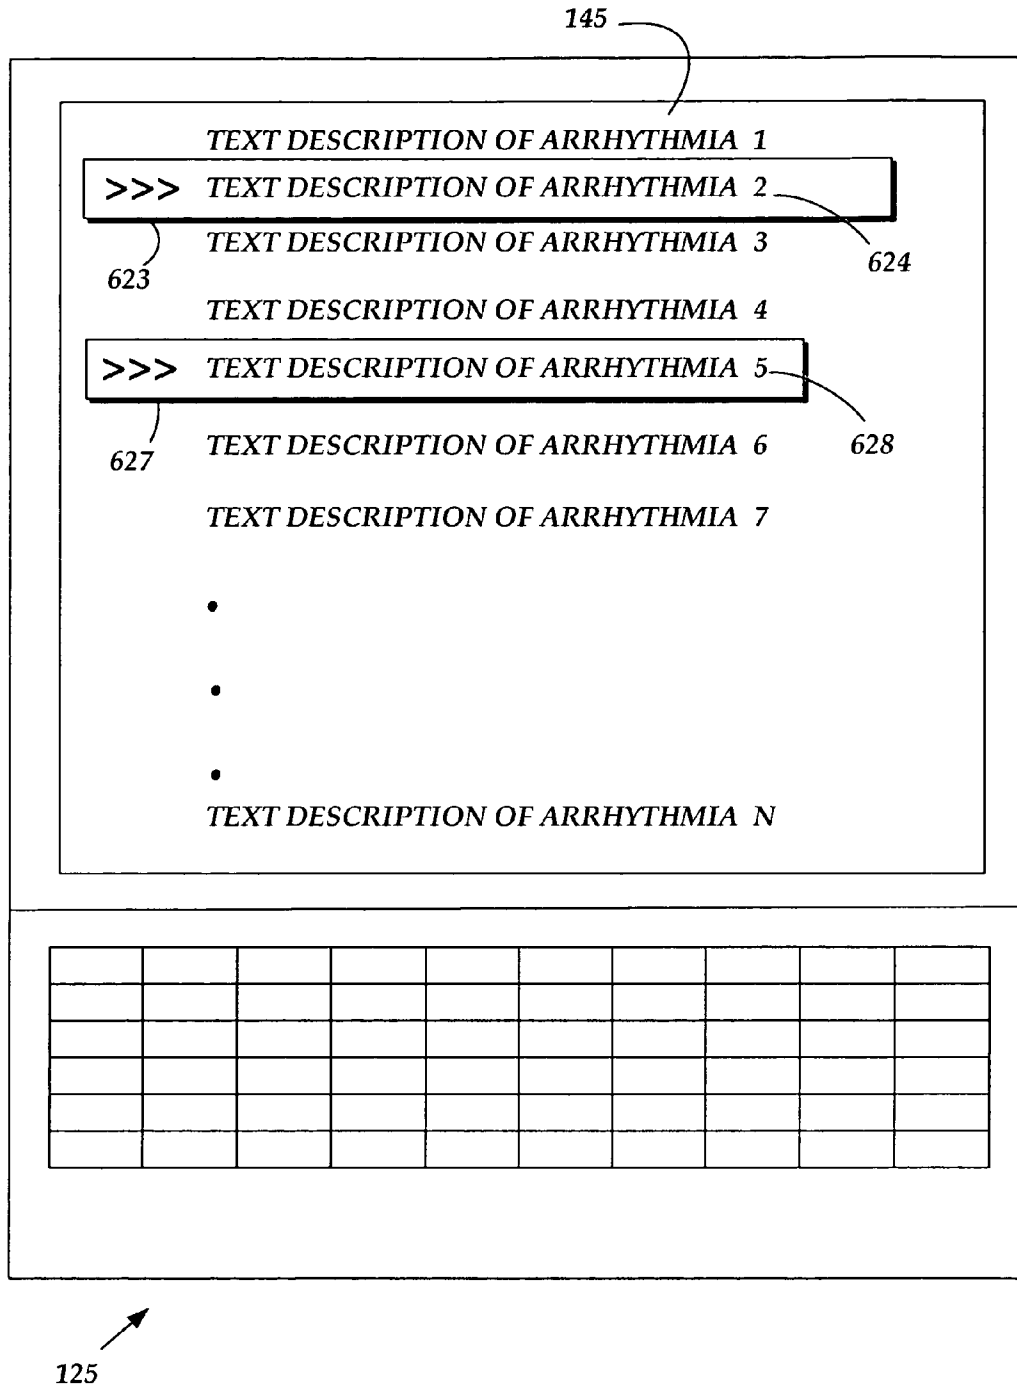 145
TEXT DESCRIPTION OF ARRHYTHMIA 1
>>> TEXT DESCRIPTION OF ARRHYTHMIA 2
TEXT DESCRIPTION OF ARRHYTHMIA 3
623
624
TEXT DESCRIPTION OF ARRHYTHMIA 4
>>> TEXT DESCRIPTION OF ARRHYTHMIA 5
TEXT DESCRIPTION OF ARRHYTHMIA 6
627
628
TEXT DESCRIPTION OF ARRHYTHMIA 7
TEXT DESCRIPTION OF ARRHYTHMIA N
125